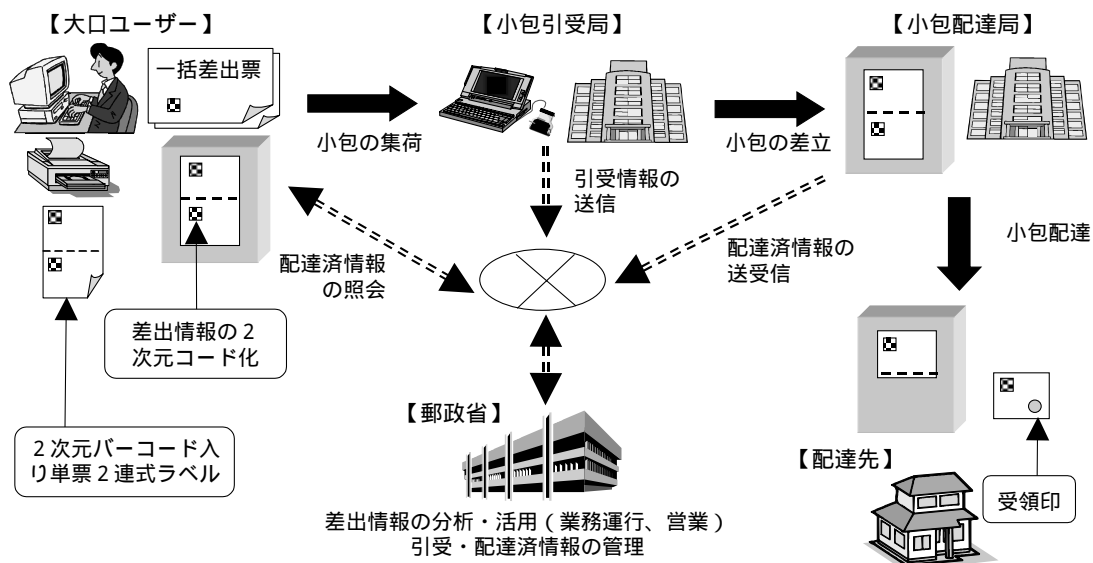 【大口ユーザー】
一括差出票
【小包引受局】
【小包配達局】
小包の集荷
小包の差立
引受情報の
送信
配達済情報
の照会
配達済情報の
送受信
小包配達
差出情報の２
次元コード化
２次元バーコード入
り単票２連式ラベル
【郵政省】
差出情報の分析・活用（業務運行、営業）
引受・配達済情報の管理
【配達先】
受領印